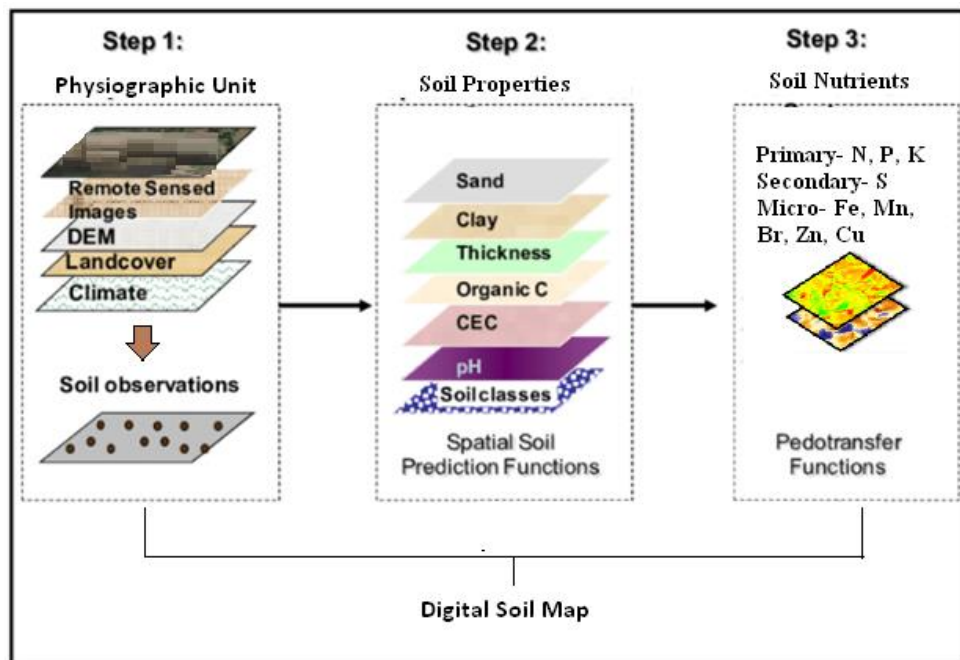 Step 1:
Physiographic Unit
Remote Sensed
Images
DEM
Landcover
Climate
Soil observations
Step 2:
Soil Properties
Sand
Clay
Thickness
Organic C
CEC
pH
Soil classes
Spatial Soil
Prediction Functions
Step 3:
Soil Nutrients
Primary- N, P, K
Secondary- S
Micro- Fe, Mn,
Br, Zn, Cu
Pedotransfer
Functions
Digital Soil Map